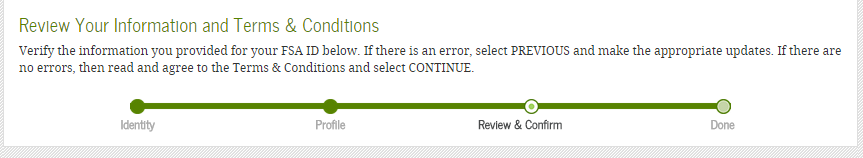 Review Your Information and Terms & Conditions
Verify the information you provided for your FSA ID below. If there is an error, select PREVIOUS and make the appropriate updates. If there are
no errors, then read and agree to the Terms & Conditions and select CONTINUE.
Identity Profile Review & Confirm Done